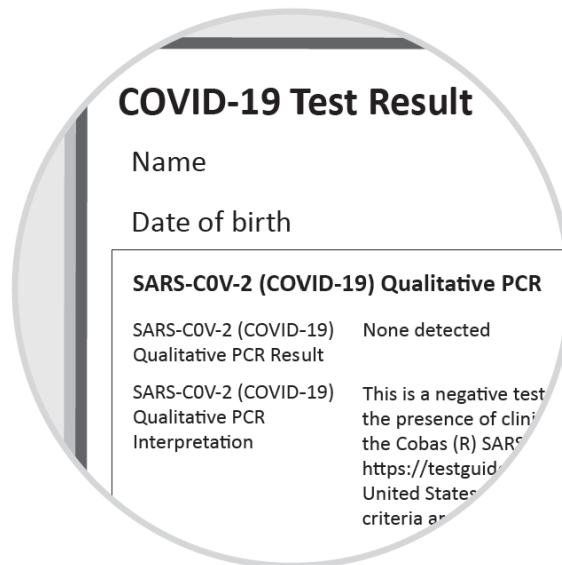 COVID-19 Test Result
Name
Date of birth
SARS-C0V-2 (COVID-19) Qualitative PCR
SARS-C0V-2 (COVID-19)
Qualitative PCR Result
None detected
SARS-C0V-2 (COVID-19)
Qualitative PCR
Interpretation
This is a negative test
the presence of
the Cobas (R) SARS
United States
criteria